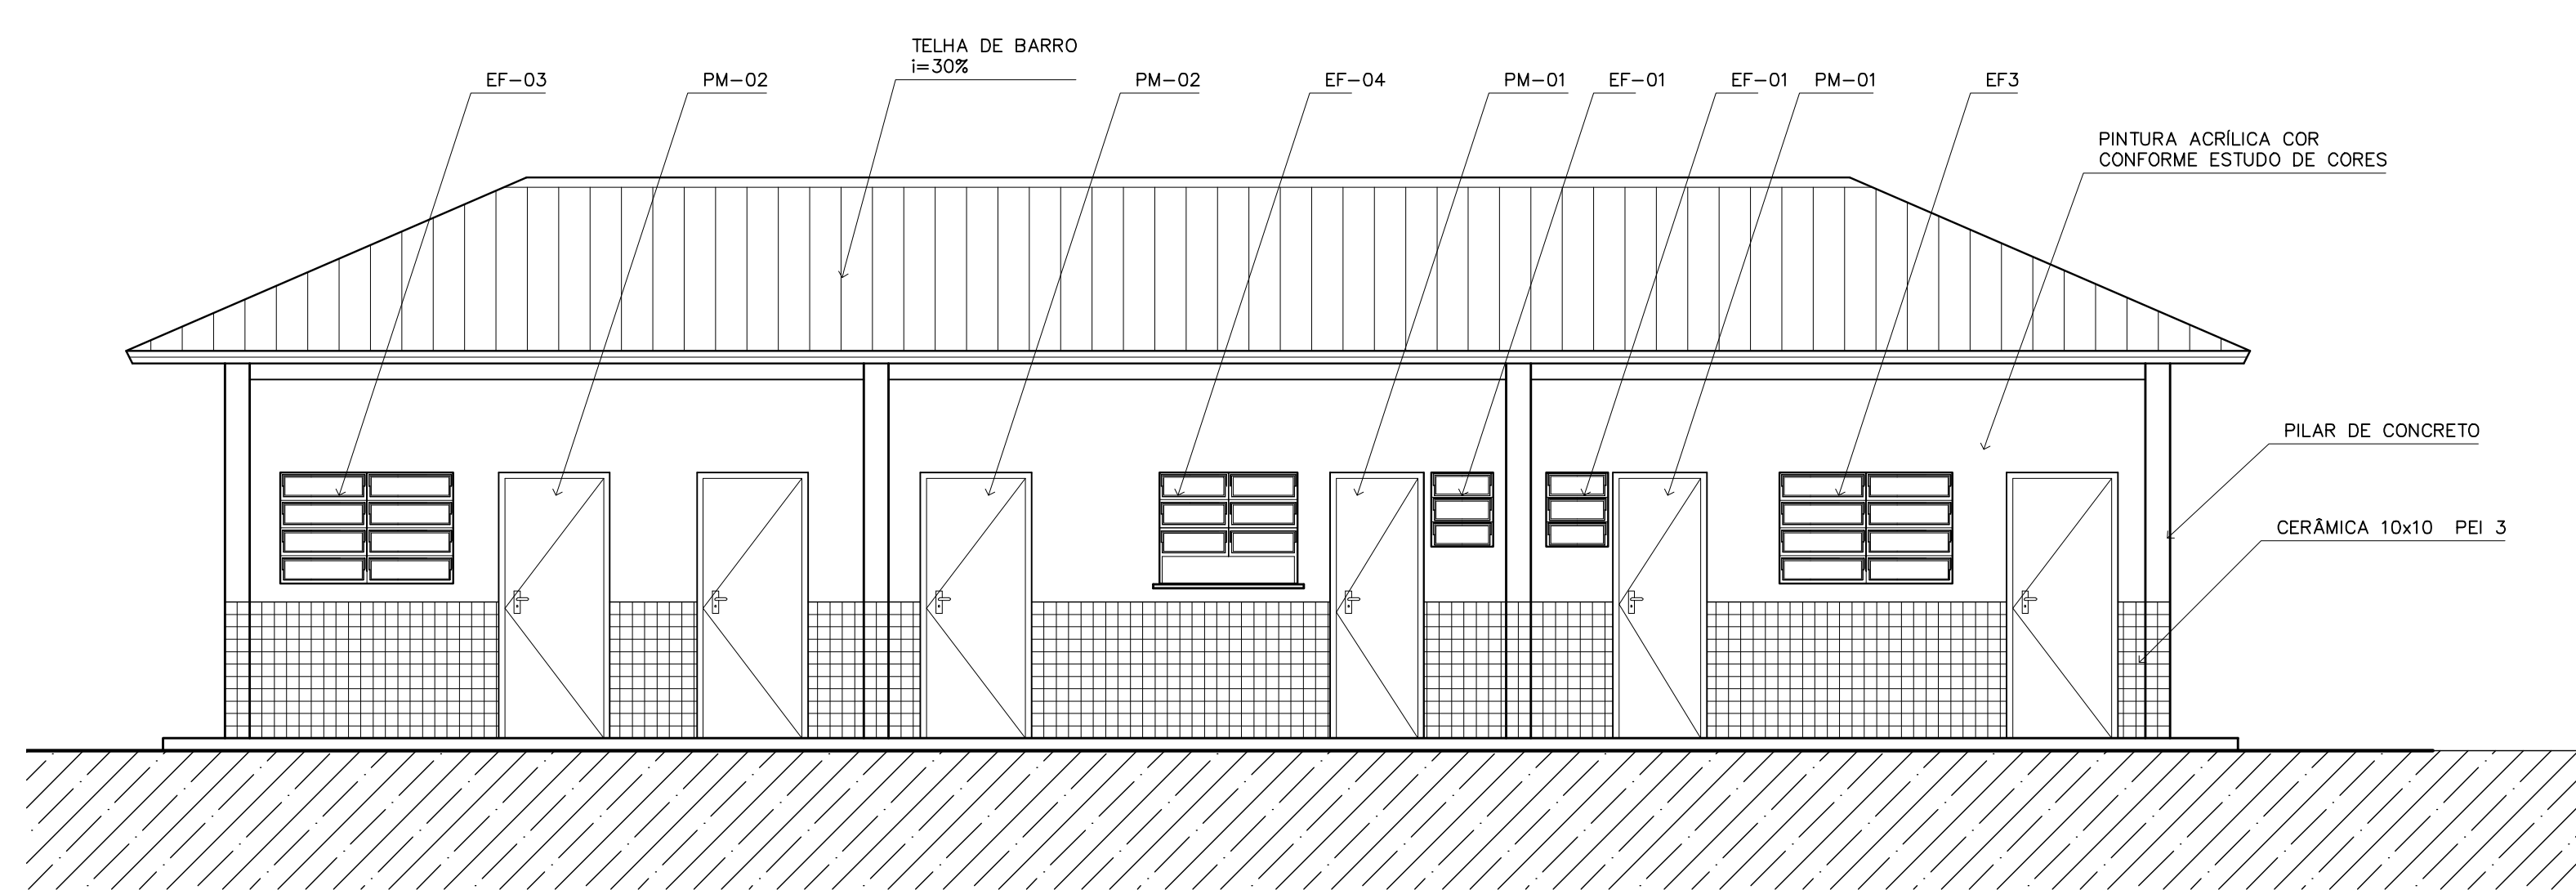 TELHA DE BARRO
i=30%
EF-03
PM-02
PM-02
EF-04
PM-01
EF-01
EF-01
PM-01
EF3
PINTURA ACRÍLICA COR
CONFORME ESTUDO DE CORES
PILAR DE CONCRETO
CERÂMICA 10x10  PEI 3